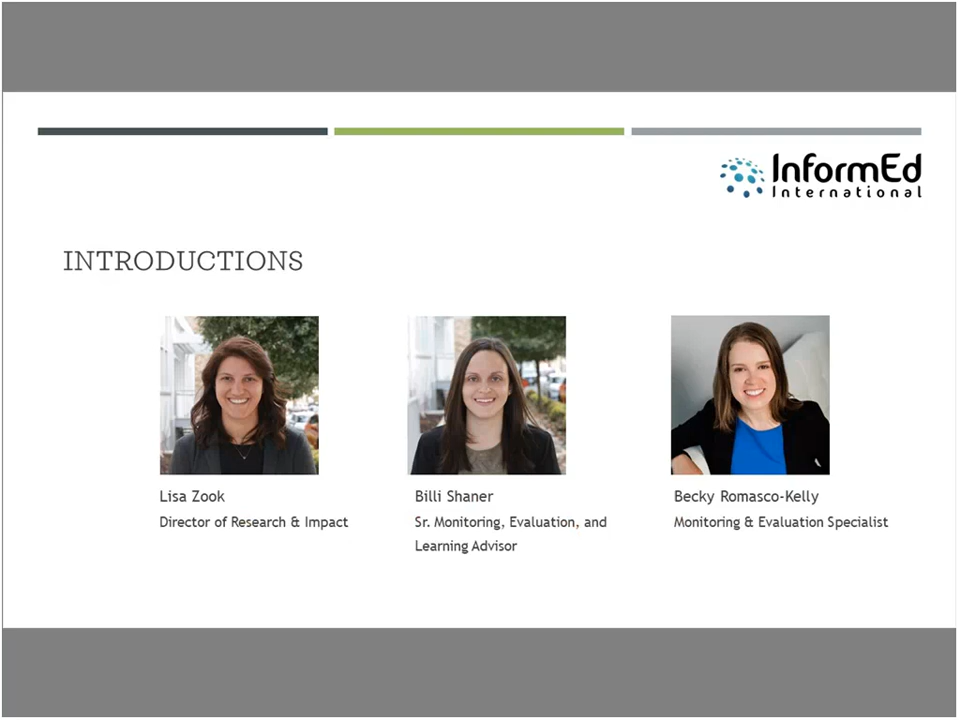 InformEd
International
INTRODUCTIONS
Lisa Zook
Director of Research & Impact
Billi Shaner
Sr. Monitoring, Evaluation, and
Learning Advisor
Becky Romasco-Kelly
Monitoring & Evaluation Specialist